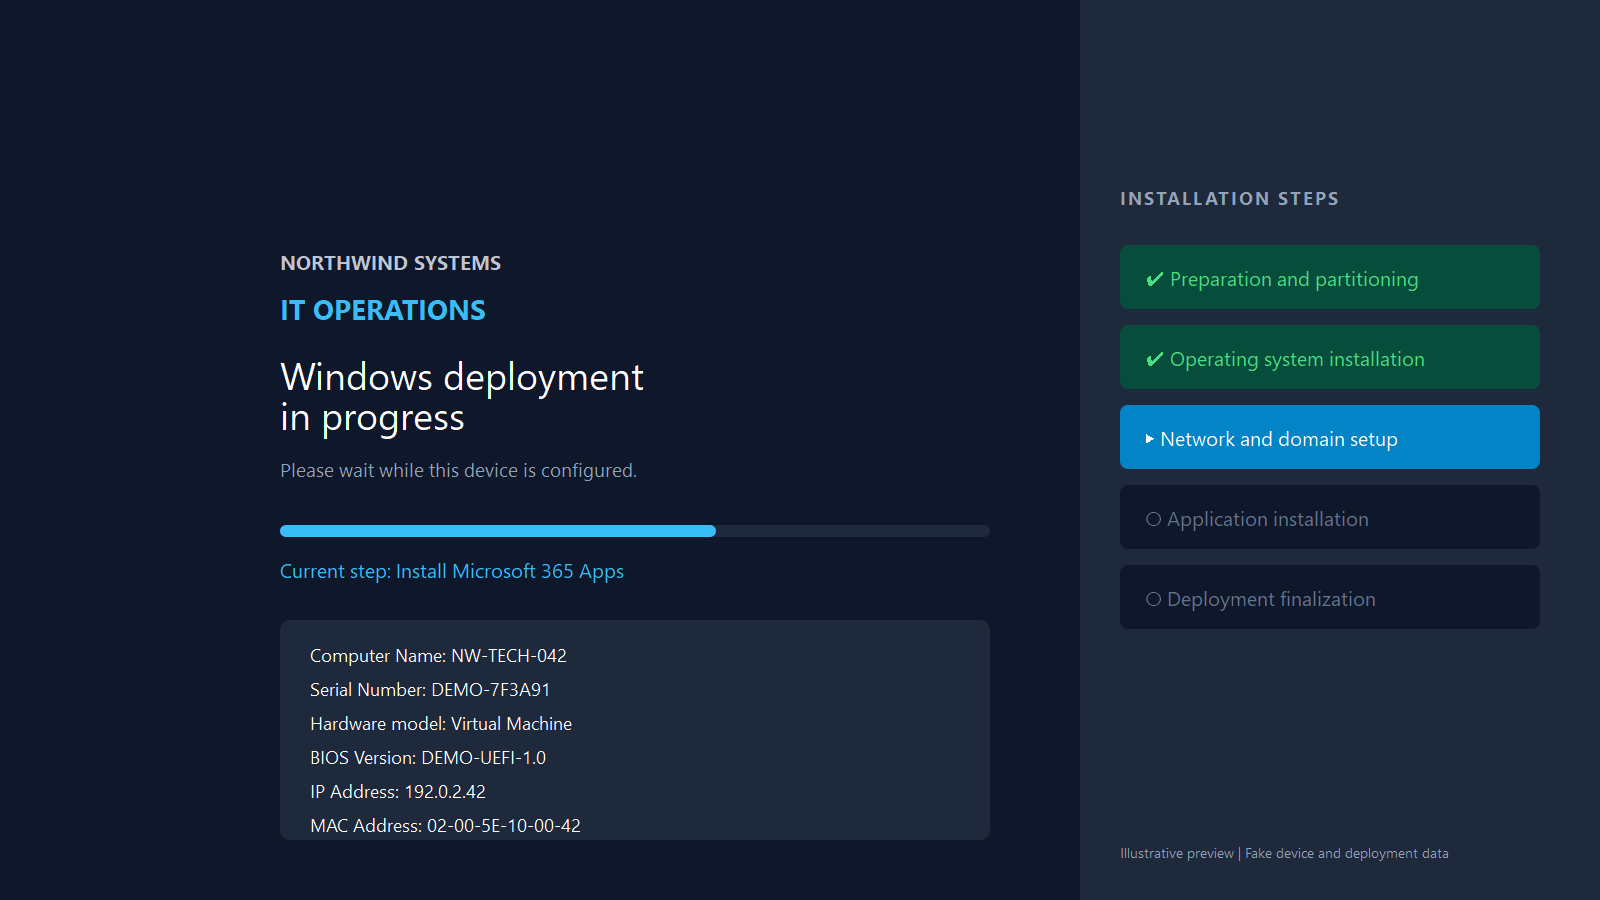 NORTHWIND SYSTEMS
IT OPERATIONS
Windows deployment
in progress
Please wait while this device is configured.
Current step: Install Microsoft 365 Apps
Computer Name: NW-TECH-042
Serial Number: DEMO-7F3A91
Hardware model: Virtual Machine
BIOS Version: DEMO-UEFI-1.0
IP Address: 192.0.2.42
MAC Address: 02-00-5E-10-00-42
INSTALLATION STEPS
✔ Preparation and partitioning
✔ Operating system installation
▶ Network and domain setup
○ Application installation
○ Deployment finalization
Illustrative preview | Fake device and deployment data